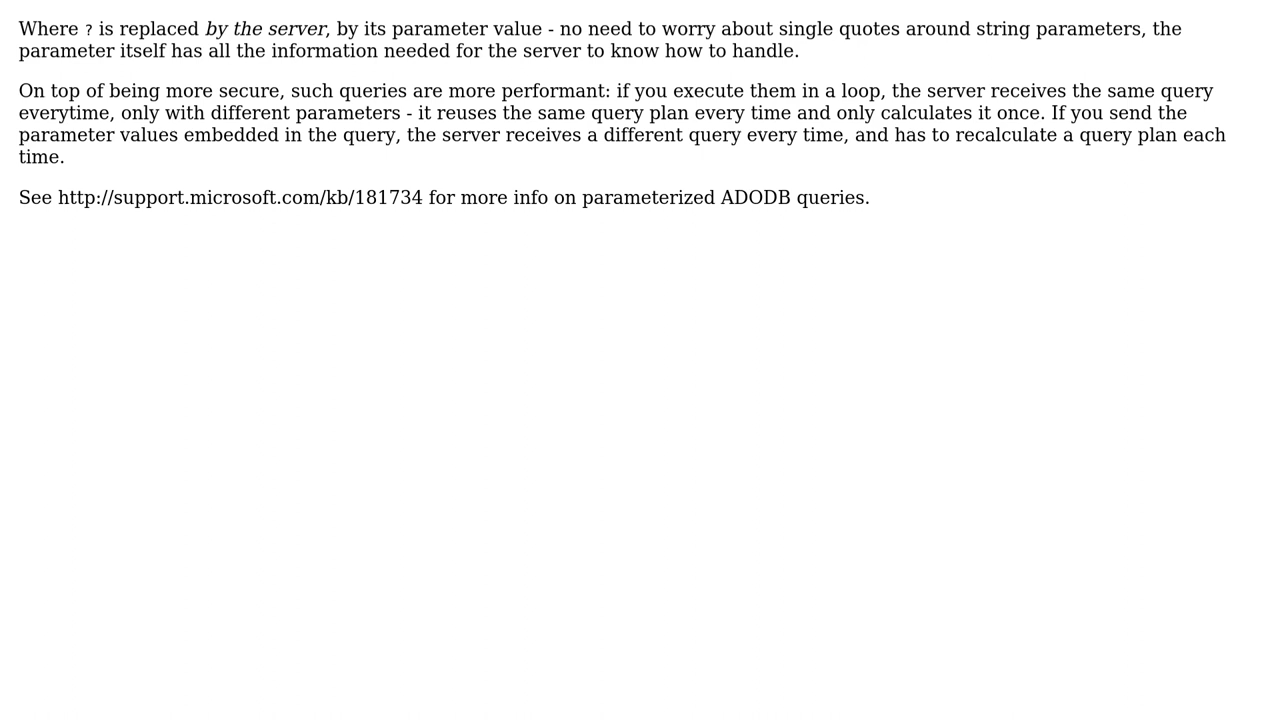 Where ? is replaced by the server, by its parameter value - no need to worry about single quotes around string parameters, the
parameter itself has all the information needed for the server to know how to handle.
On top of being more secure, such queries are more performant: if you execute them in a loop, the server receives the same query
everytime, only with different parameters - it reuses the same query plan every time and only calculates it once. If you send the
parameter values embedded in the query, the server receives a different query every time, and has to recalculate a query plan each
time.
See http://support.microsoft.com/kb/181734 for more info on parameterized ADODB queries.